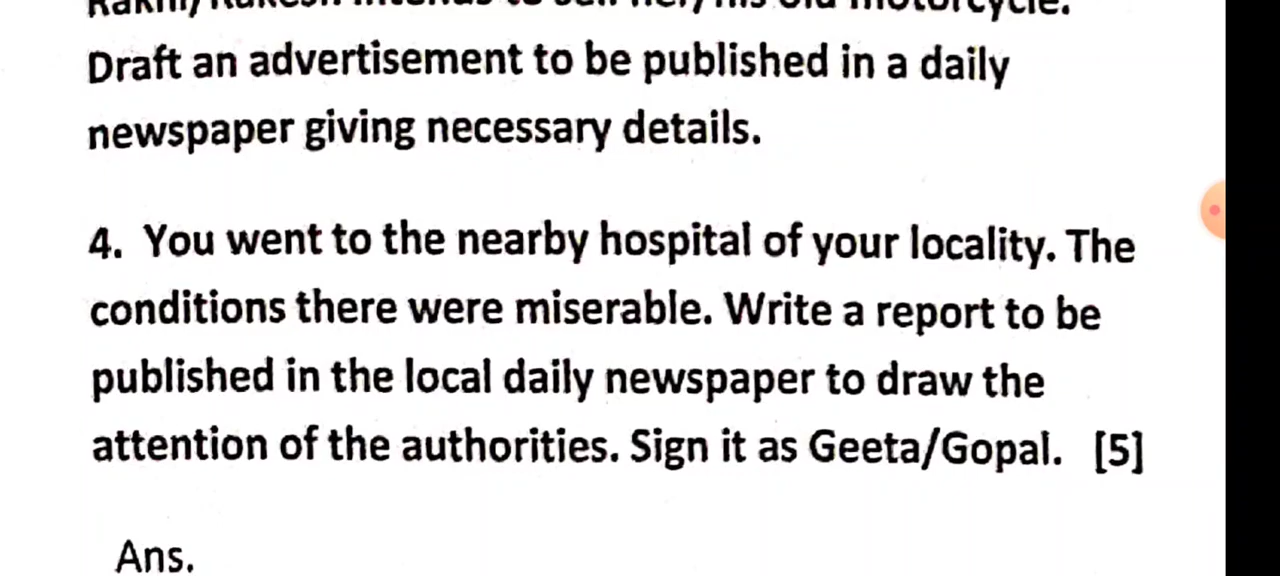 Draft an advertisement to be published in a daily
newspaper giving necessary details.
4. You went to the nearby hospital of your locality. The
conditions there were miserable. Write a report to be
published in the local daily newspaper to draw the
attention of the authorities. Sign it as Geeta/Gopal. [5]
Ans.